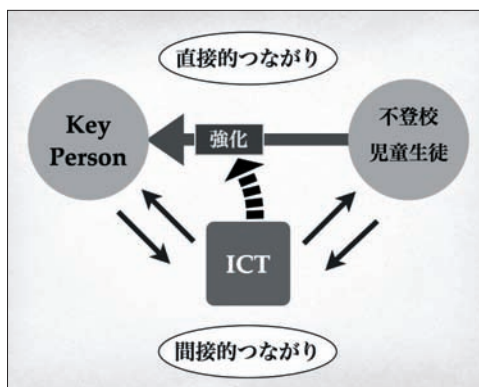 直接的つながり
Key
Person
強化
不登校
児童生徒
ICT
間接的つながり